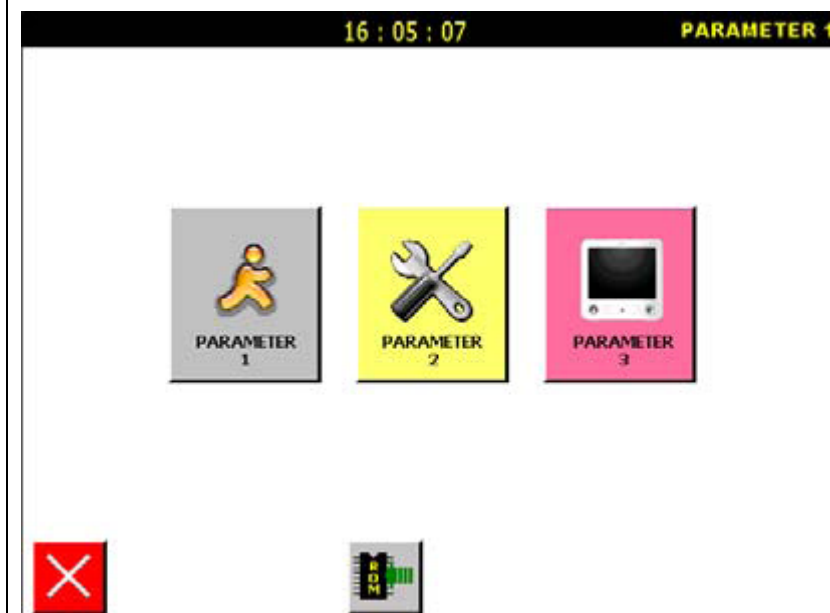 16 : 05 : 07
PARAMETER 1
PARAMETER
1
PARAMETER
2
PARAMETER
3
ROM